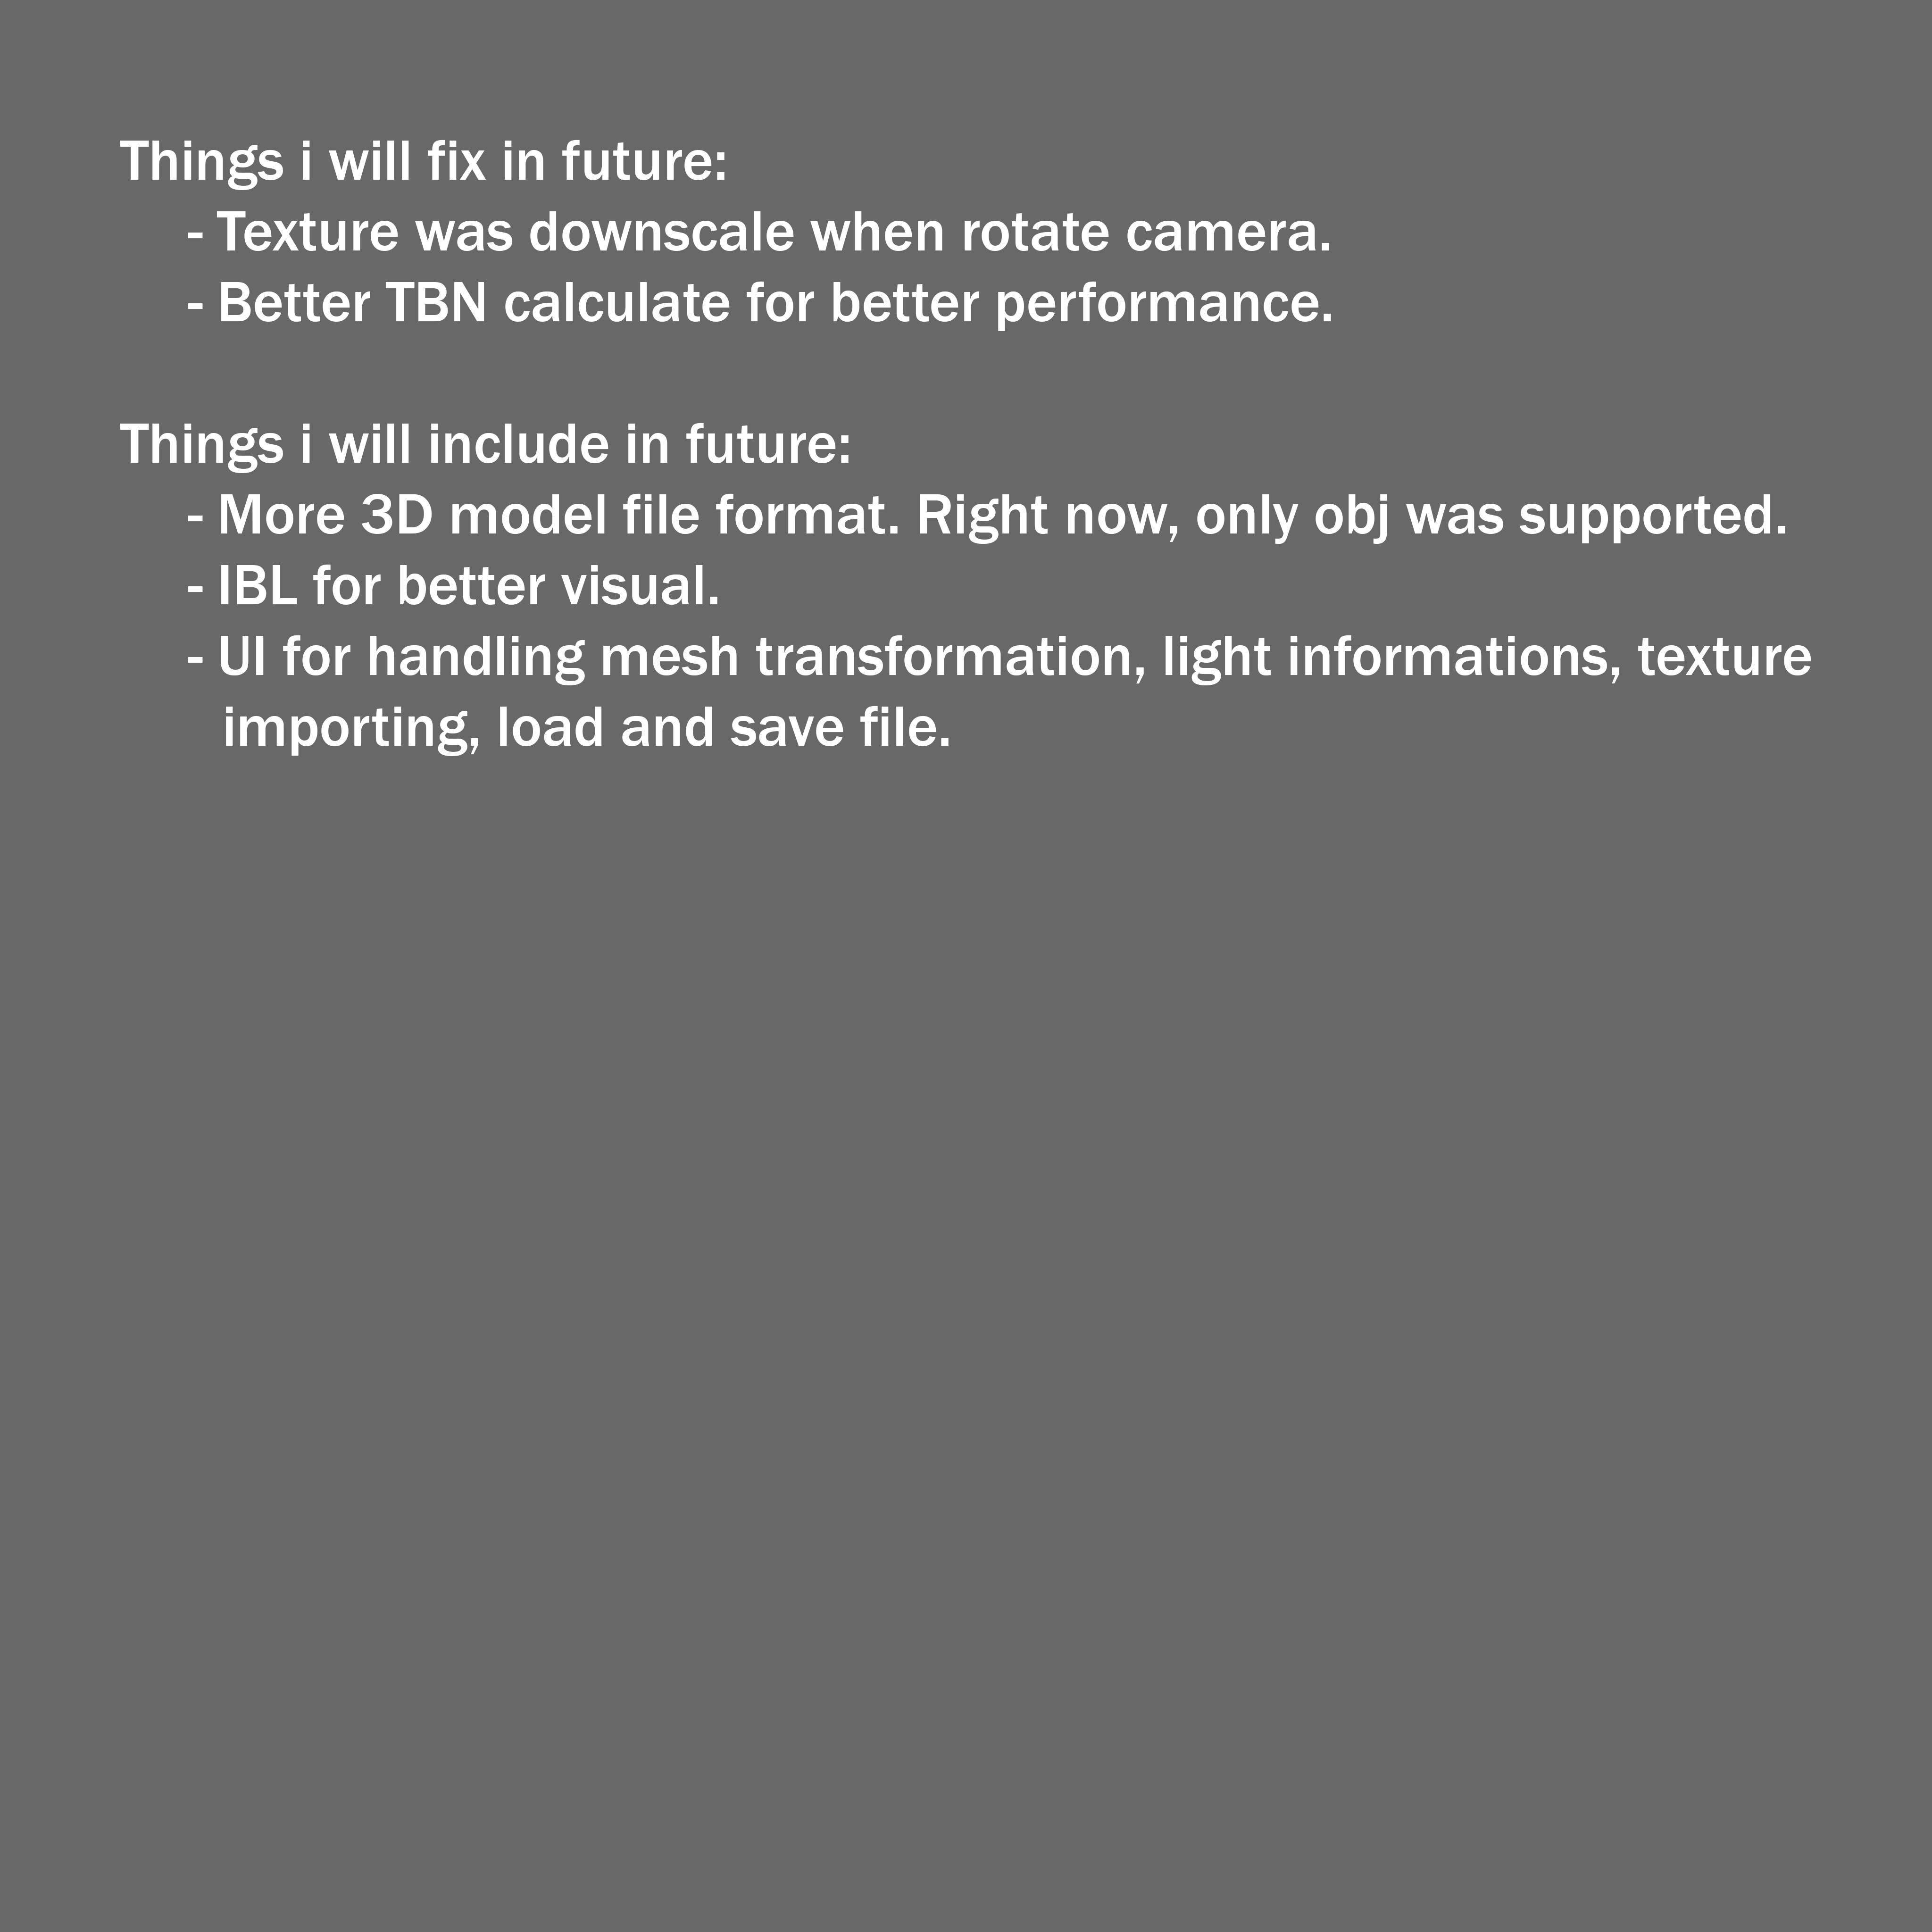 Things i will fix in future:
- Texture was downscale when rotate camera.
- Better TBN calculate for better performance.
Things i will include in future:
- More 3D model file format. Right now, only obj was supported.
- IBL for better visual.
- UI for handling mesh transformation, light informations, texture
importing, load and save file.